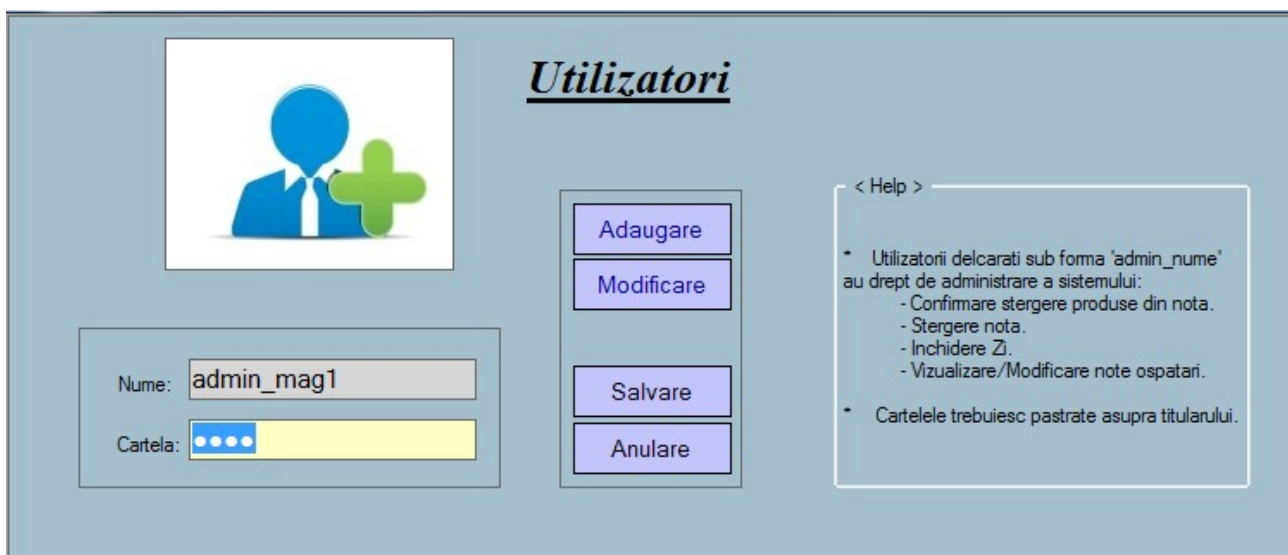 Utilizatori
Adaugare
Modificare
Salvare
Anulare
Nume: admin_mag1
Cartela: ●●●●
< Help >
* Utilizatorii delcarati sub forma 'admin_nume'
au drept de administrare a sistemului:
- Confirmare stergere produse din nota.
- Stergere nota.
- Inchidere Zi.
- Vizualizare/Modificare note ospatari.
* Cartelele trebuiesc pastrate asupra titularului.